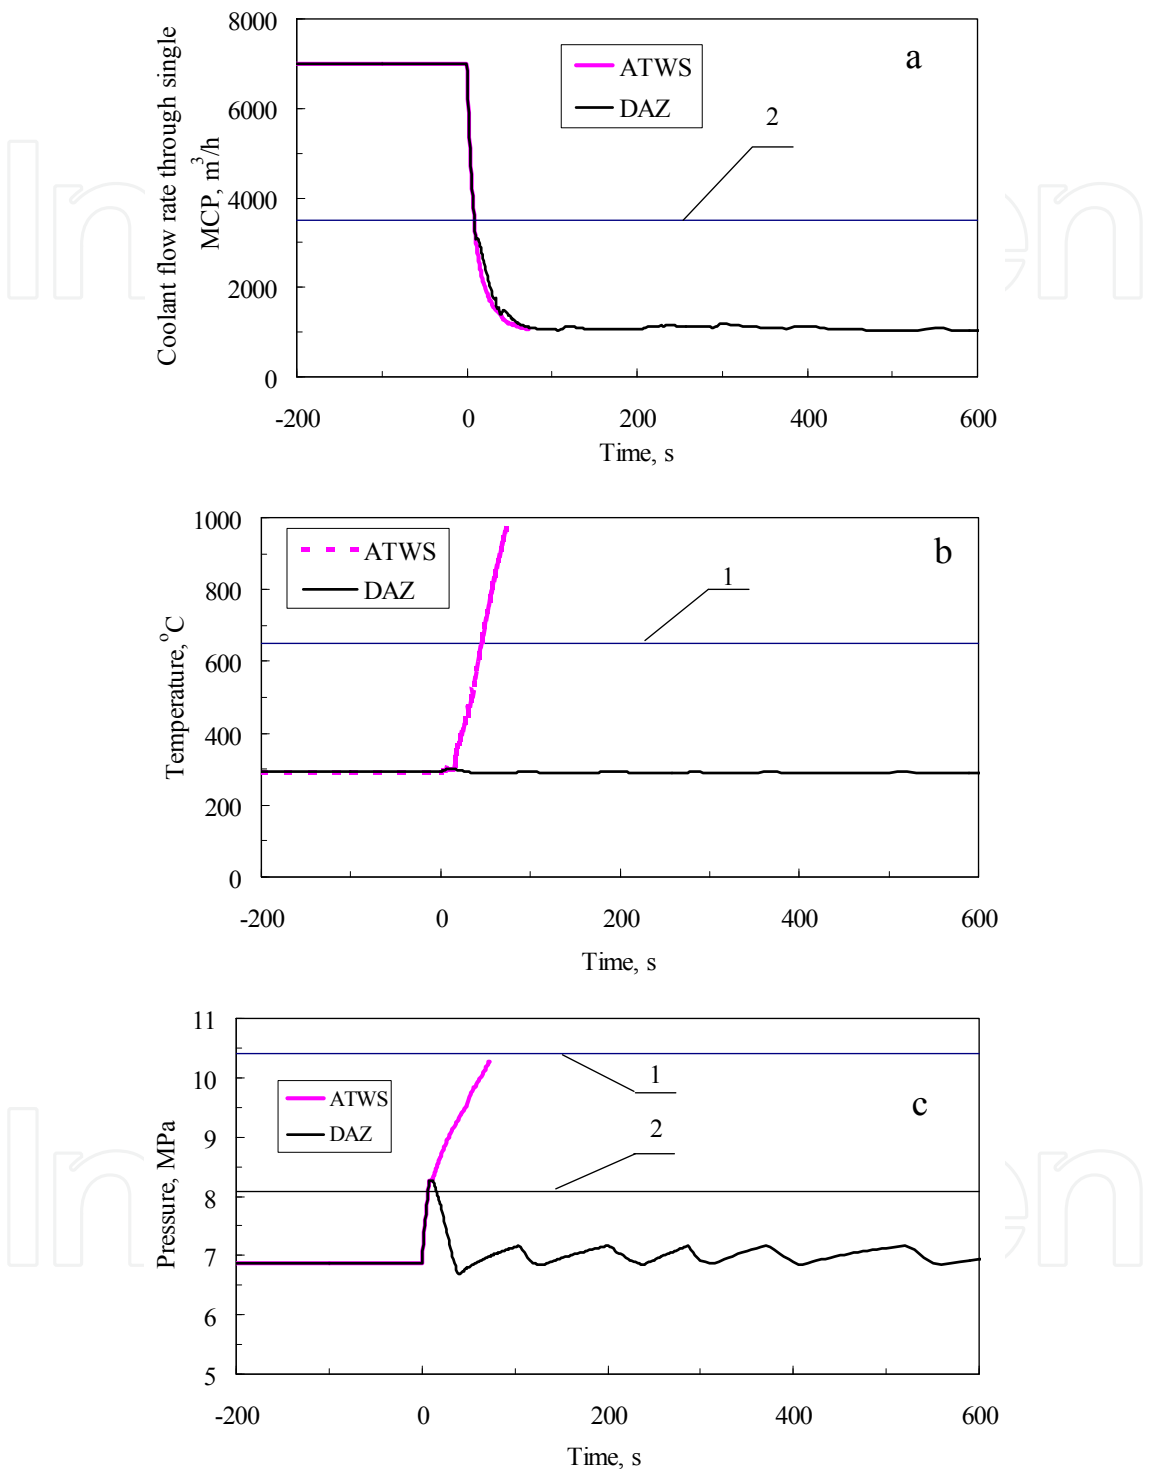 8000
6000
4000
2000
0
Coolant flow rate through single
MCP, m³/h
a
ATWS
DAZ
2
-200 0 200 400 600
Time, s
1000
800
600
400
200
0
Temperature, °C
b
ATWS
DAZ
1
-200 0 200 400 600
Time, s
11
10
9
8
7
6
5
Pressure, MPa
c
ATWS
DAZ
1
2
-200 0 200 400 600
Time, s